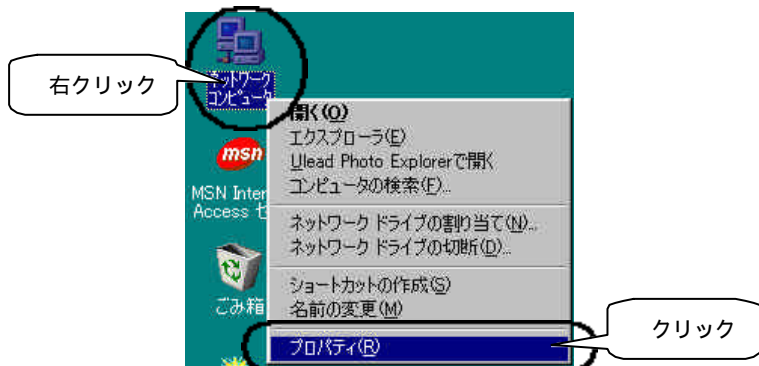 右クリック
ネットワーク
コンピュータ
開く(O)
エクスプローラ(E)
Ulead Photo Explorerで開く
コンピュータの検索(F)...
msn
MSN Inter
Access セ
ネットワーク ドライブの割り当て(N)...
ネットワーク ドライブの切断(D)...
ショートカットの作成(S)
ごみ箱
名前の変更(M)
プロパティ(R)
クリック